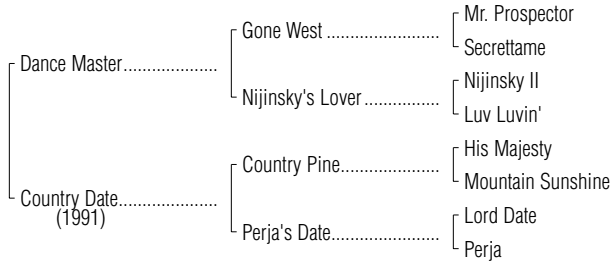 Mr. Prospector
Gone West ......................
Secrettame
Dance Master...................
Nijinsky II
Nijinsky's Lover ...............
Luv Luvin'
His Majesty
Country Pine....................
Mountain Sunshine
Country Date....................
(1991)
Lord Date
Perja's Date.....................
Perja